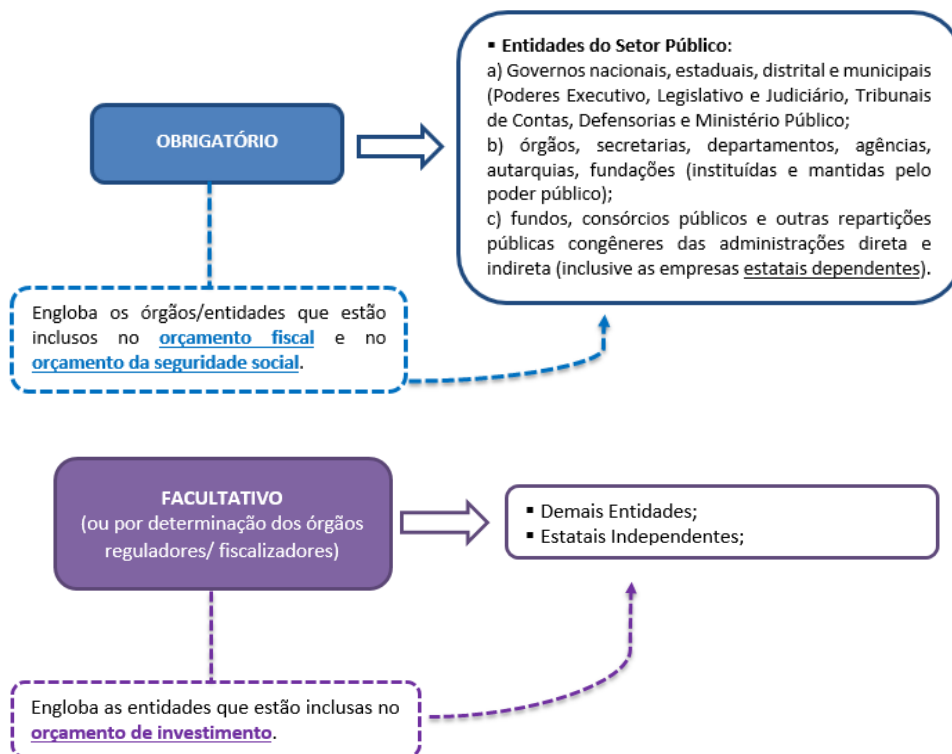 ▪ Entidades do Setor Público:
a) Governos nacionais, estaduais, distrital e municipais
(Poderes Executivo, Legislativo e Judiciário, Tribunais
de Contas, Defensorias e Ministério Público;
b) órgãos, secretarias, departamentos, agências,
autarquias, fundações (instituídas e mantidas pelo
poder público);
c) fundos, consórcios públicos e outras repartições
públicas congêneres das administrações direta e
indireta (inclusive as empresas estatais dependentes).
OBRIGATÓRIO
Engloba os órgãos/entidades que estão
inclusos no orçamento fiscal e no
orçamento da seguridade social.
FACULTATIVO
(ou por determinação dos órgãos
reguladores/ fiscalizadores)
▪ Demais Entidades;
▪ Estatais Independentes;
Engloba as entidades que estão inclusas no
orçamento de investimento.